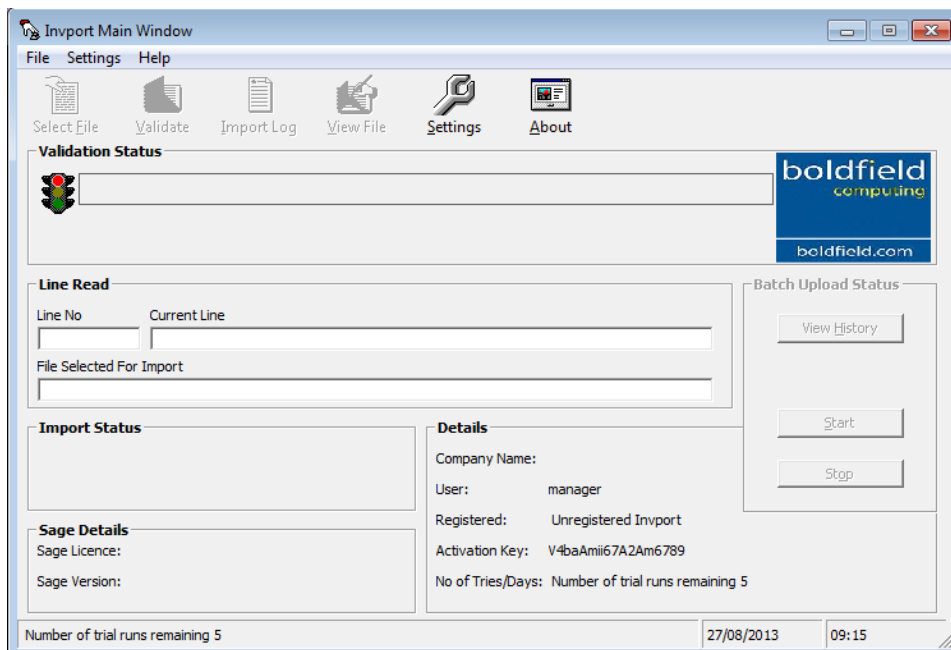 Invport Main Window
File Settings Help
Select File Validate Import Log View File Settings About
Validation Status
boldfield
computing
boldfield.com
Line Read
Line No Current Line
File Selected For Import
Batch Upload Status
View History
Start
Stop
Import Status
Sage Details
Sage Licence:
Sage Version:
Details
Company Name:
User: manager
Registered: Unregistered Invport
Activation Key: V4baAmii67A2Am6789
No of Tries/Days: Number of trial runs remaining 5
Number of trial runs remaining 5 27/08/2013 09:15